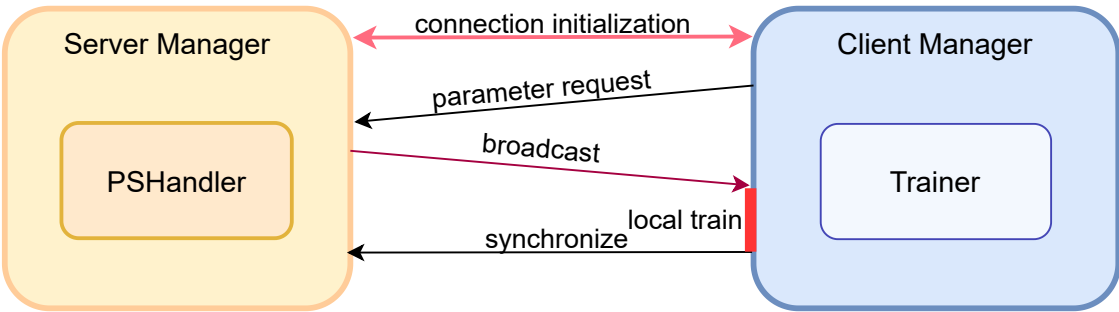 Server Manager
connection initialization
Client Manager
parameter request
broadcast
PSHandler
Trainer
local train
synchronize